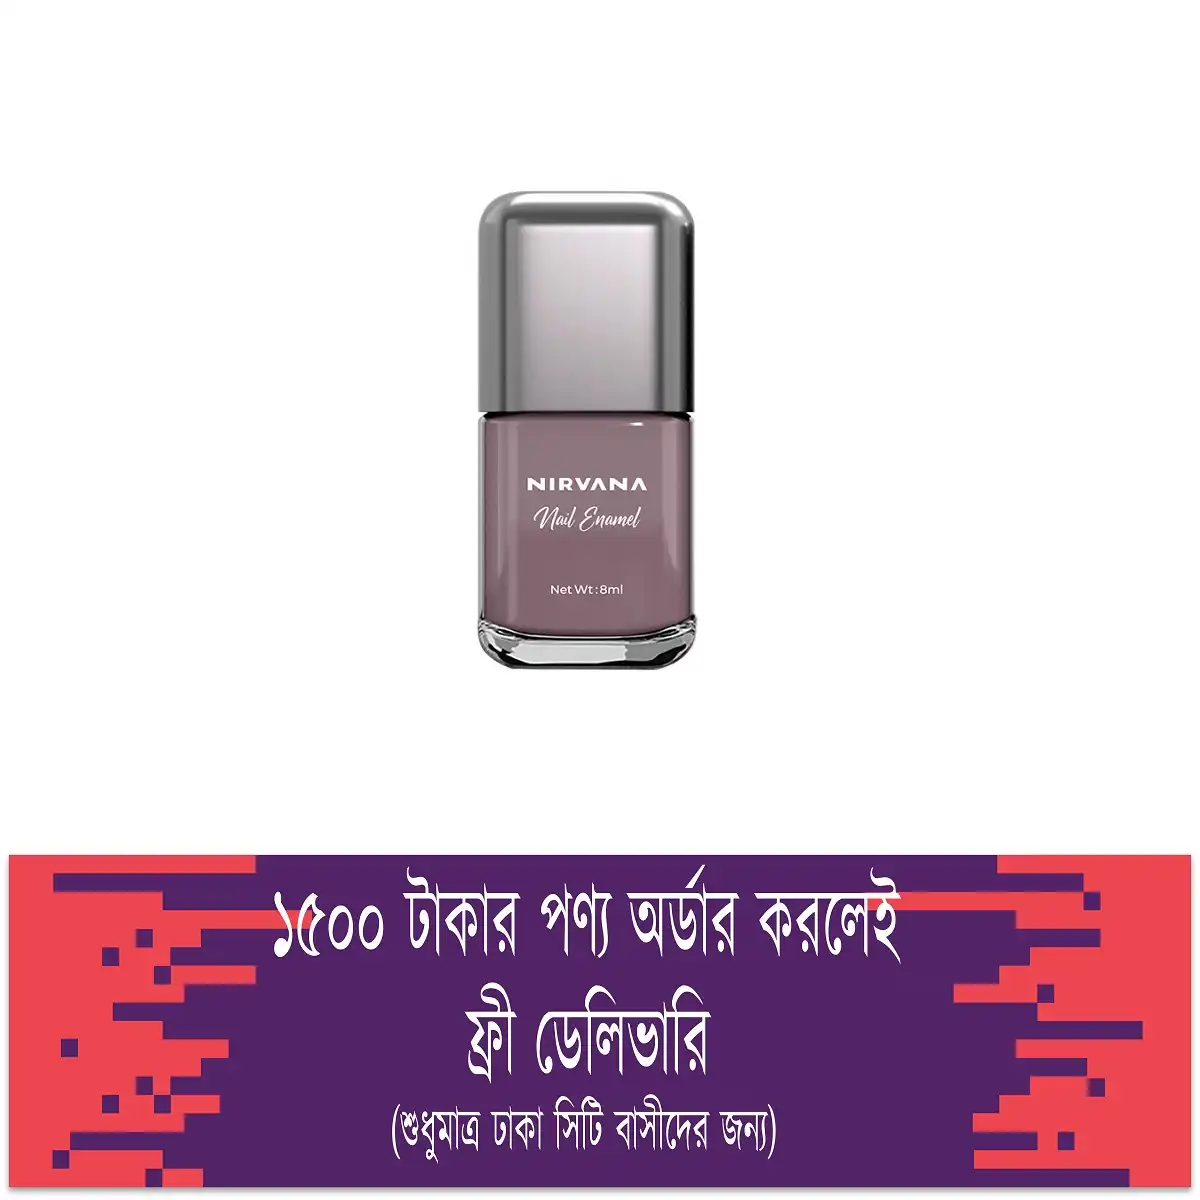 NIRVANA
Nail Enamel
Net Wt:8ml
১৫০০ টাকার পণ্য অর্ডার করলেই
ফ্রী ডেলিভারি
(শুধুমাত্র ঢাকা সিটি বাসীদের জন্য)